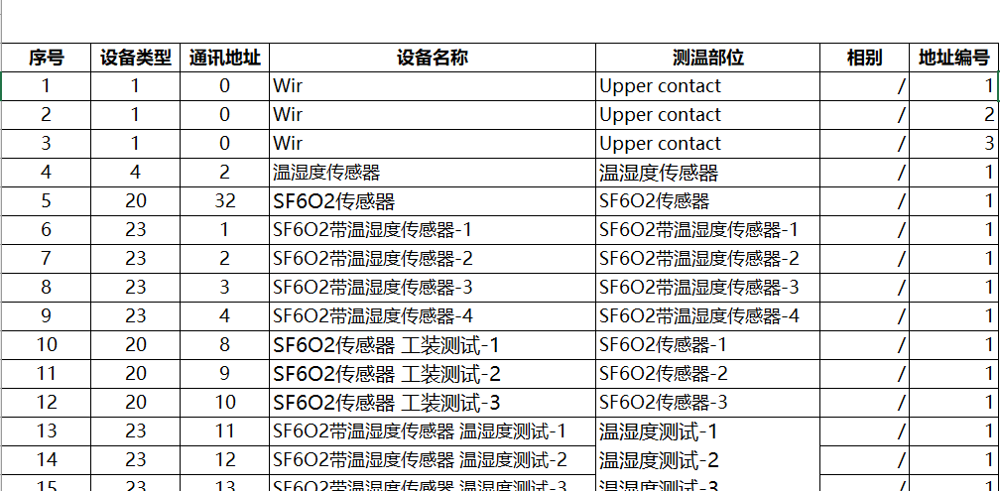 序号 设备类型 通讯地址 设备名称 测温部位 相别 地址编号
1 1 0 Wir Upper contact / 1
2 1 0 Wir Upper contact / 2
3 1 0 Wir Upper contact / 3
4 4 2 温湿度传感器 温湿度传感器 / 1
5 20 32 SF6O2传感器 SF6O2传感器 / 1
6 23 1 SF6O2带温湿度传感器-1 SF6O2带温湿度传感器-1 / 1
7 23 2 SF6O2带温湿度传感器-2 SF6O2带温湿度传感器-2 / 1
8 23 3 SF6O2带温湿度传感器-3 SF6O2带温湿度传感器-3 / 1
9 23 4 SF6O2带温湿度传感器-4 SF6O2带温湿度传感器-4 / 1
10 20 8 SF6O2传感器 工装测试-1 SF6O2传感器-1 / 1
11 20 9 SF6O2传感器 工装测试-2 SF6O2传感器-2 / 1
12 20 10 SF6O2传感器 工装测试-3 SF6O2传感器-3 / 1
13 23 11 SF6O2带温湿度传感器 温湿度测试-1 温湿度测试-1 / 1
14 23 12 SF6O2带温湿度传感器 温湿度测试-2 温湿度测试-2 / 1
15 23 13 SF6O2带温湿度传感器 温湿度测试-3 温湿度测试-3 / 1